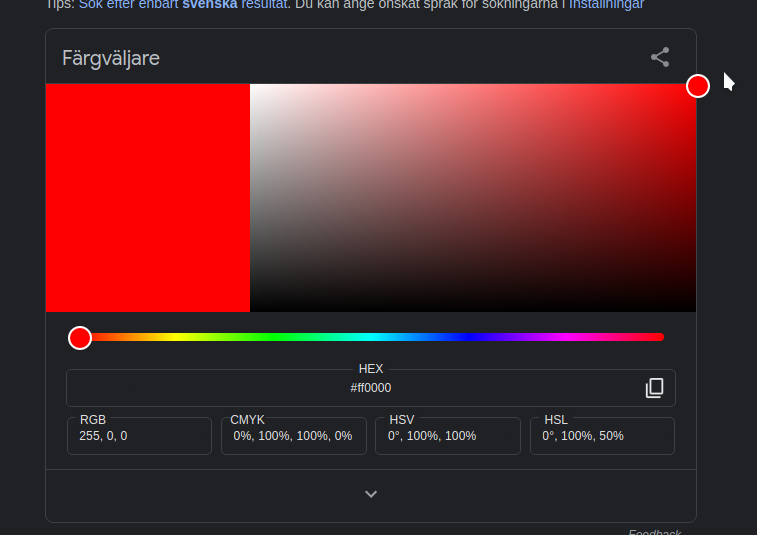 Tips: Sök efter enbart svenska resultat. Du kan ange önskat språk för sökningarna i Inställningar
Färgväljare
HEX
#ff0000
RGB
255, 0, 0
CMYK
0%, 100%, 100%, 0%
HSV
0°, 100%, 100%
HSL
0°, 100%, 50%
Feedback